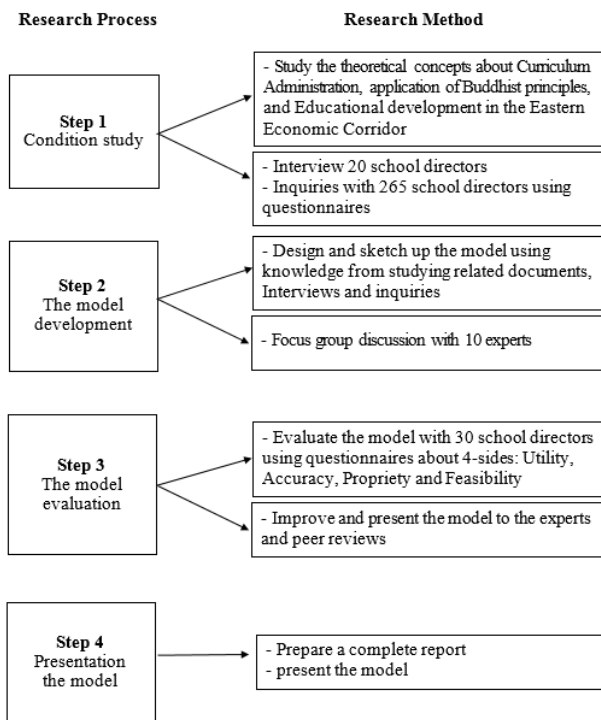 Research Process
Research Method
Step 1
Condition study
- Study the theoretical concepts about Curriculum
Administration, application of Buddhist principles,
and Educational development in the Eastern
Economic Corridor
- Interview 20 school directors
- Inquiries with 265 school directors using
questionnaires
Step 2
The model
development
- Design and sketch up the model using
knowledge from studying related documents,
Interviews and inquiries
- Focus group discussion with 10 experts
Step 3
The model
evaluation
- Evaluate the model with 30 school directors
using questionnaires about 4-sides: Utility,
Accuracy, Propriety and Feasibility
- Improve and present the model to the experts
and peer reviews
Step 4
Presentation
the model
- Prepare a complete report
- present the model